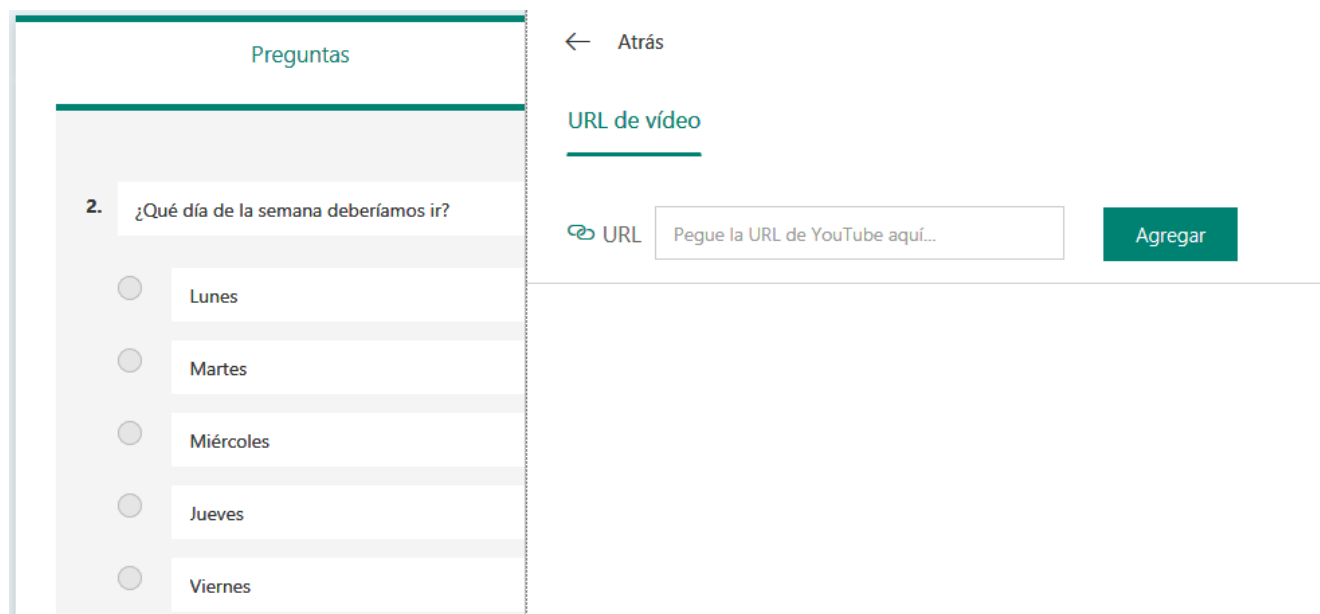 Preguntas
2. ¿Qué día de la semana deberíamos ir?
Lunes
Martes
Miércoles
Jueves
Viernes
Atrás
URL de vídeo
URL Pegue la URL de YouTube aquí... Agregar